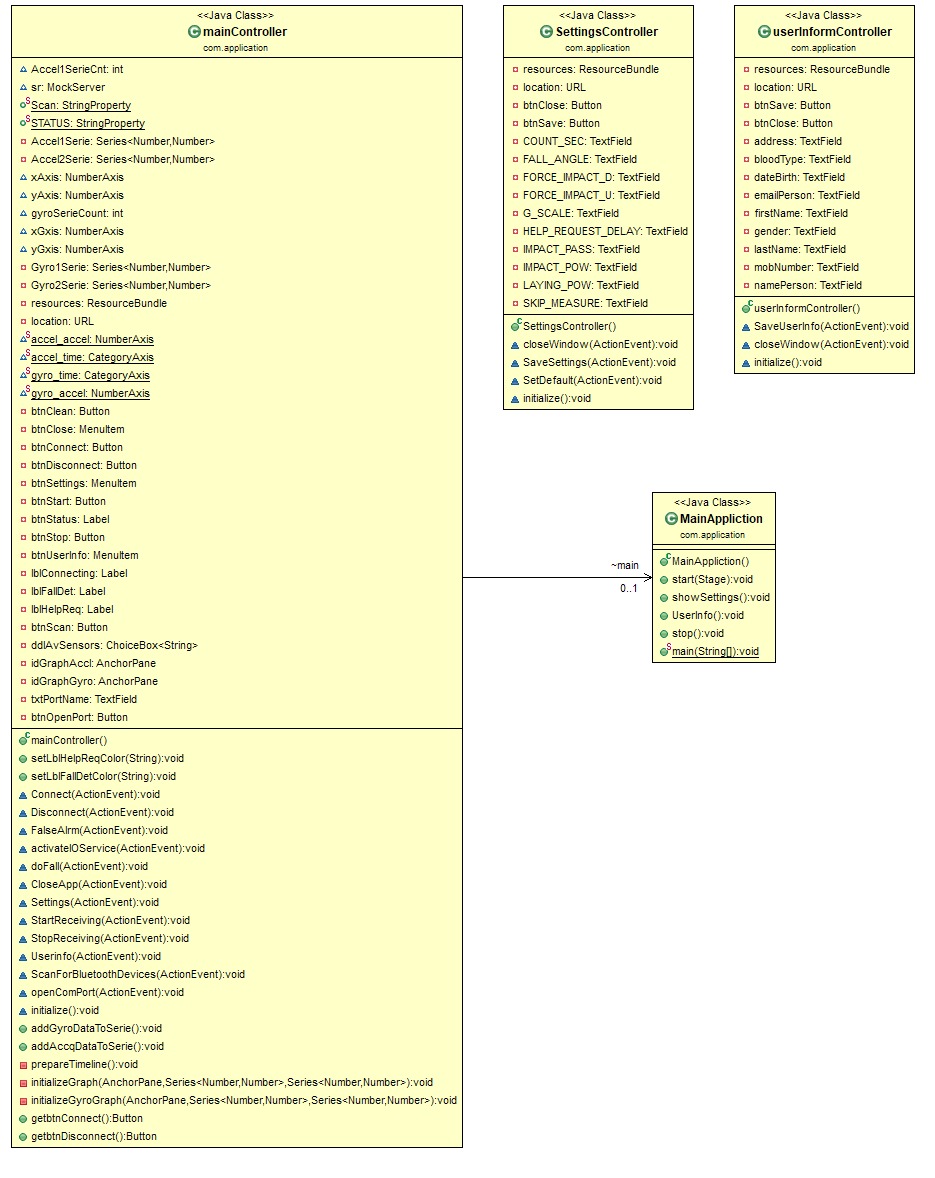 <<Java Class>>
mainController
com.application
Accel1SerieCnt: int
sr: MockServer
Scan: StringProperty
STATUS: StringProperty
Accel1Serie: Series<Number,Number>
Accel2Serie: Series<Number,Number>
xAxis: NumberAxis
yAxis: NumberAxis
gyroSerieCount: int
xGxis: NumberAxis
yGxis: NumberAxis
Gyro1Serie: Series<Number,Number>
Gyro2Serie: Series<Number,Number>
resources: ResourceBundle
location: URL
accel_accel: NumberAxis
accel_time: CategoryAxis
gyro_time: CategoryAxis
gyro_accel: NumberAxis
btnClean: Button
btnClose: MenuItem
btnConnect: Button
btnDisconnect: Button
btnSettings: MenuItem
btnStart: Button
btnStatus: Label
btnStop: Button
btnUserInfo: MenuItem
lblConnecting: Label
lblFallDet: Label
lblHelpReq: Label
btnScan: Button
ddlAvSensors: ChoiceBox<String>
idGraphAccl: AnchorPane
idGraphGyro: AnchorPane
txtPortName: TextField
btnOpenPort: Button
mainController()
setLblHelpReqColor(String):void
setLblFallDetColor(String):void
Connect(ActionEvent):void
Disconnect(ActionEvent):void
FalseAlrm(ActionEvent):void
activateIOService(ActionEvent):void
doFall(ActionEvent):void
CloseApp(ActionEvent):void
Settings(ActionEvent):void
StartReceiving(ActionEvent):void
StopReceiving(ActionEvent):void
Userinfo(ActionEvent):void
ScanForBluetoothDevices(ActionEvent):void
openComPort(ActionEvent):void
initialize():void
addGyroDataToSerie():void
addAccqDataToSerie():void
prepareTimeline():void
initializeGraph(AnchorPane,Series<Number,Number>,Series<Number,Number>):void
initializeGyroGraph(AnchorPane,Series<Number,Number>,Series<Number,Number>):void
getbtnConnect():Button
getbtnDisconnect():Button
<<Java Class>>
SettingsController
com.application
resources: ResourceBundle
location: URL
btnClose: Button
btnSave: Button
COUNT_SEC: TextField
FALL_ANGLE: TextField
FORCE_IMPACT_D: TextField
FORCE_IMPACT_U: TextField
G_SCALE: TextField
HELP_REQUEST_DELAY: TextField
IMPACT_PASS: TextField
IMPACT_POW: TextField
LAYING_POW: TextField
SKIP_MEASURE: TextField
SettingsController()
closeWindow(ActionEvent):void
SaveSettings(ActionEvent):void
SetDefault(ActionEvent):void
initialize():void
<<Java Class>>
userInformController
com.application
resources: ResourceBundle
location: URL
btnSave: Button
btnClose: Button
address: TextField
bloodType: TextField
dateBirth: TextField
emailPerson: TextField
firstName: TextField
gender: TextField
lastName: TextField
mobNumber: TextField
namePerson: TextField
userInformController()
SaveUserInfo(ActionEvent):void
closeWindow(ActionEvent):void
initialize():void
~main
0..1
<<Java Class>>
MainAppliction
com.application
MainAppliction()
start(Stage):void
showSettings():void
UserInfo():void
stop():void
main(String[]):void